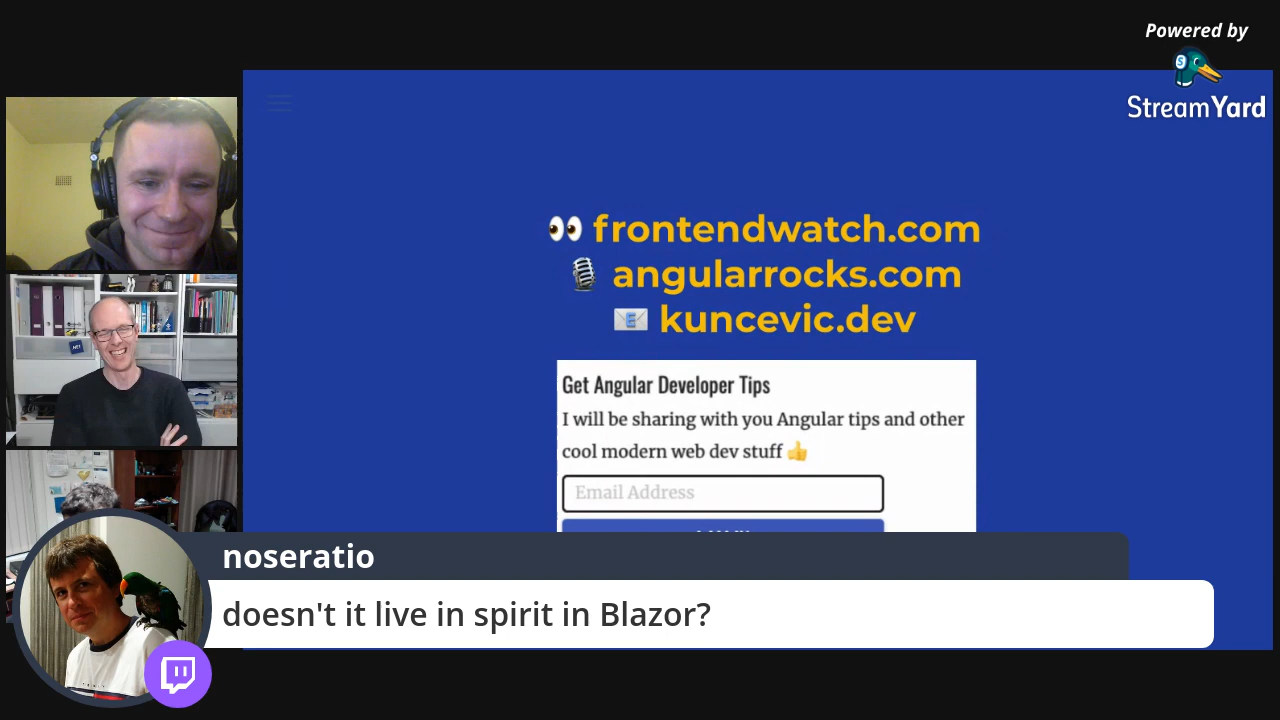 Powered by
StreamYard
frontendwatch.com
angularrocks.com
kuncevic.dev
Get Angular Developer Tips
I will be sharing with you Angular tips and other
cool modern web dev stuff 👍
Email Address
.NET
noseratio
doesn't it live in spirit in Blazor?